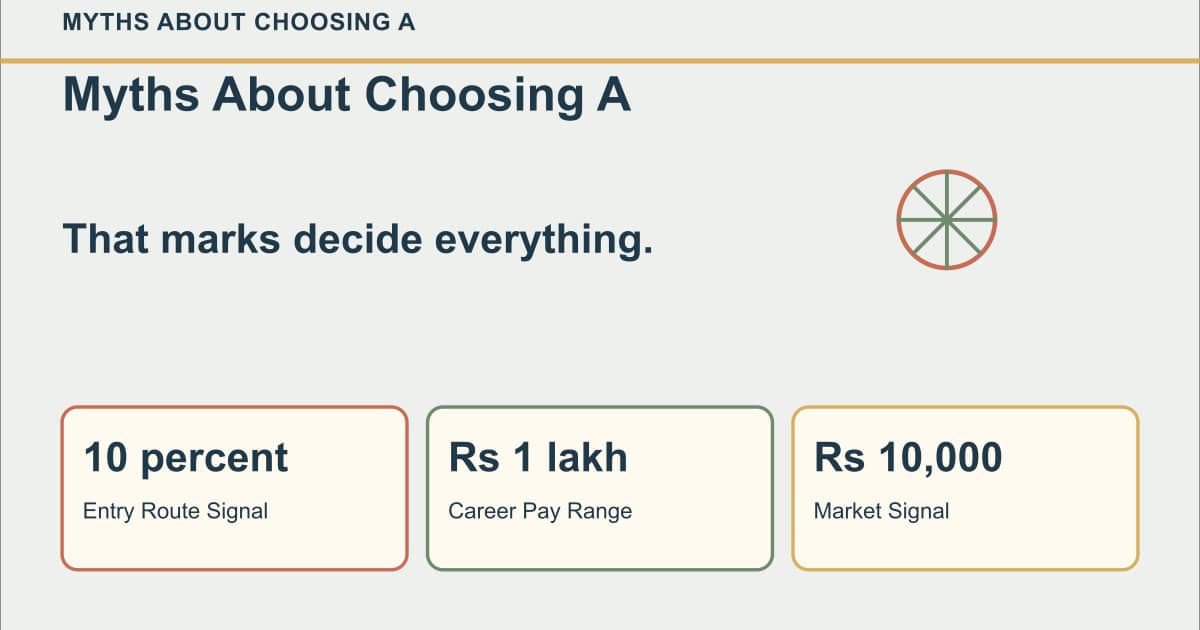 MYTHS ABOUT CHOOSING A
Myths About Choosing A
That marks decide everything.
10 percent
Entry Route Signal
Rs 1 lakh
Career Pay Range
Rs 10,000
Market Signal